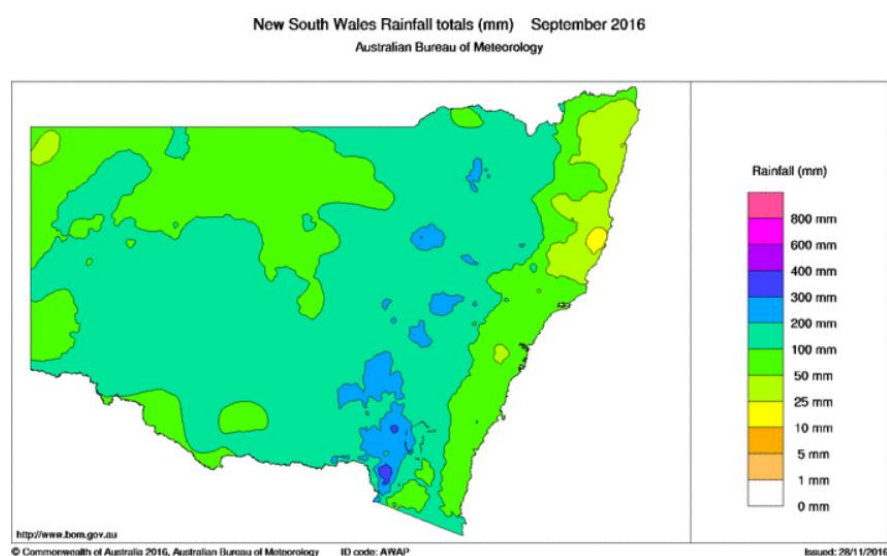 New South Wales Rainfall totals (mm) September 2016
Australian Bureau of Meteorology
Rainfall (mm)
800 mm
600 mm
400 mm
300 mm
200 mm
100 mm
50 mm
25 mm
10 mm
5 mm
1 mm
0 mm
http://www.bom.gov.au
© Commonwealth of Australia 2016, Australian Bureau of Meteorology ID code: AWAP Issued: 28/11/2016